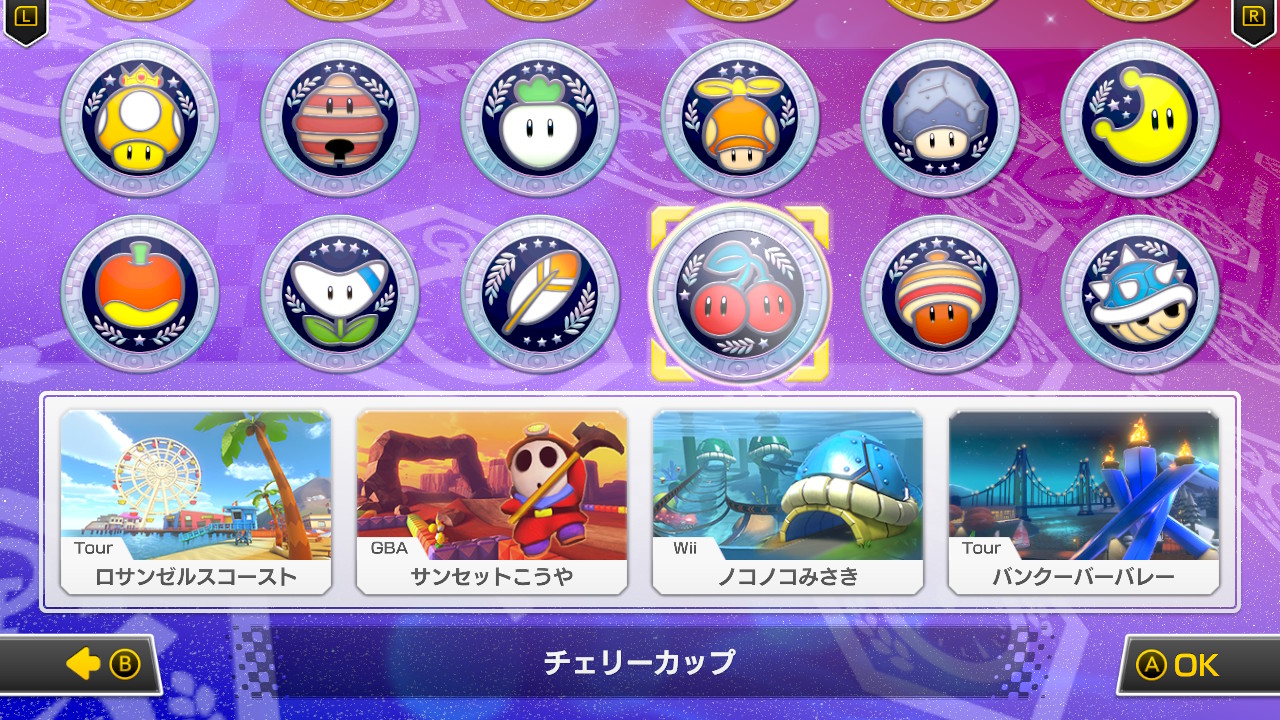 L
R
Tour
ロサンゼルスコースト
GBA
サンセットこうや
Wii
ノコノコみさき
Tour
バンクーバーバレー
B
チェリーカップ
A OK